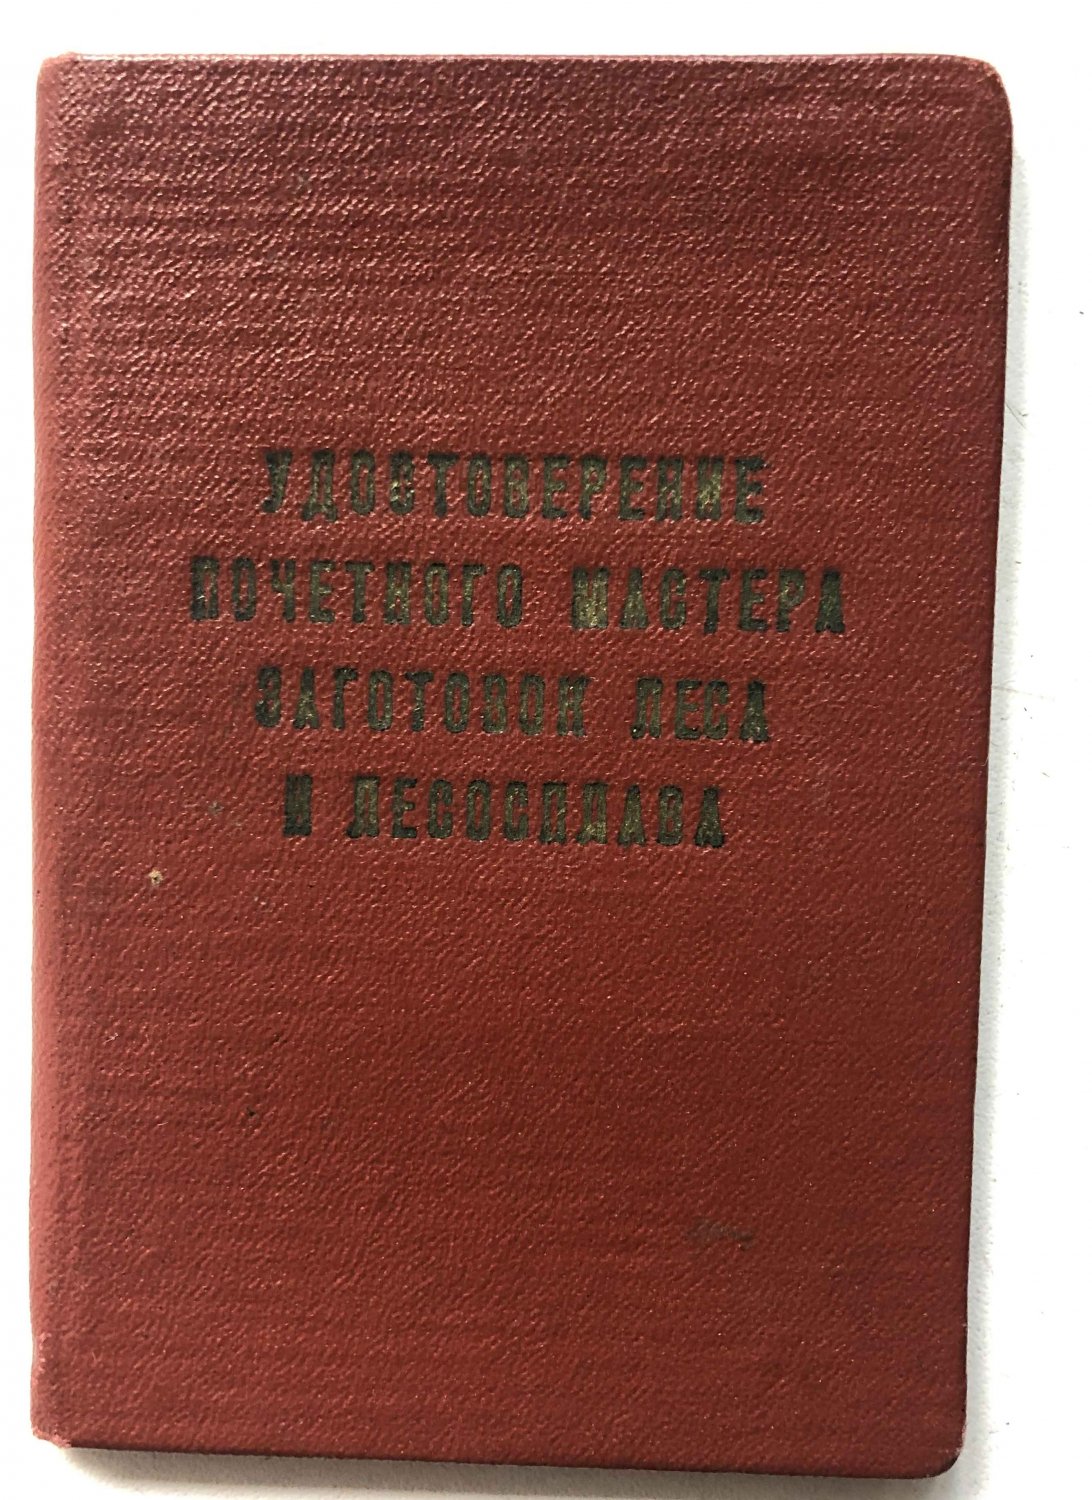 УДОСТОВЕРЕНИЕ
ПОЧЕТНОГО МАСТЕРА
ЗАГОТОВОК ЛЕСА
И ЛЕСОСПЛАВА